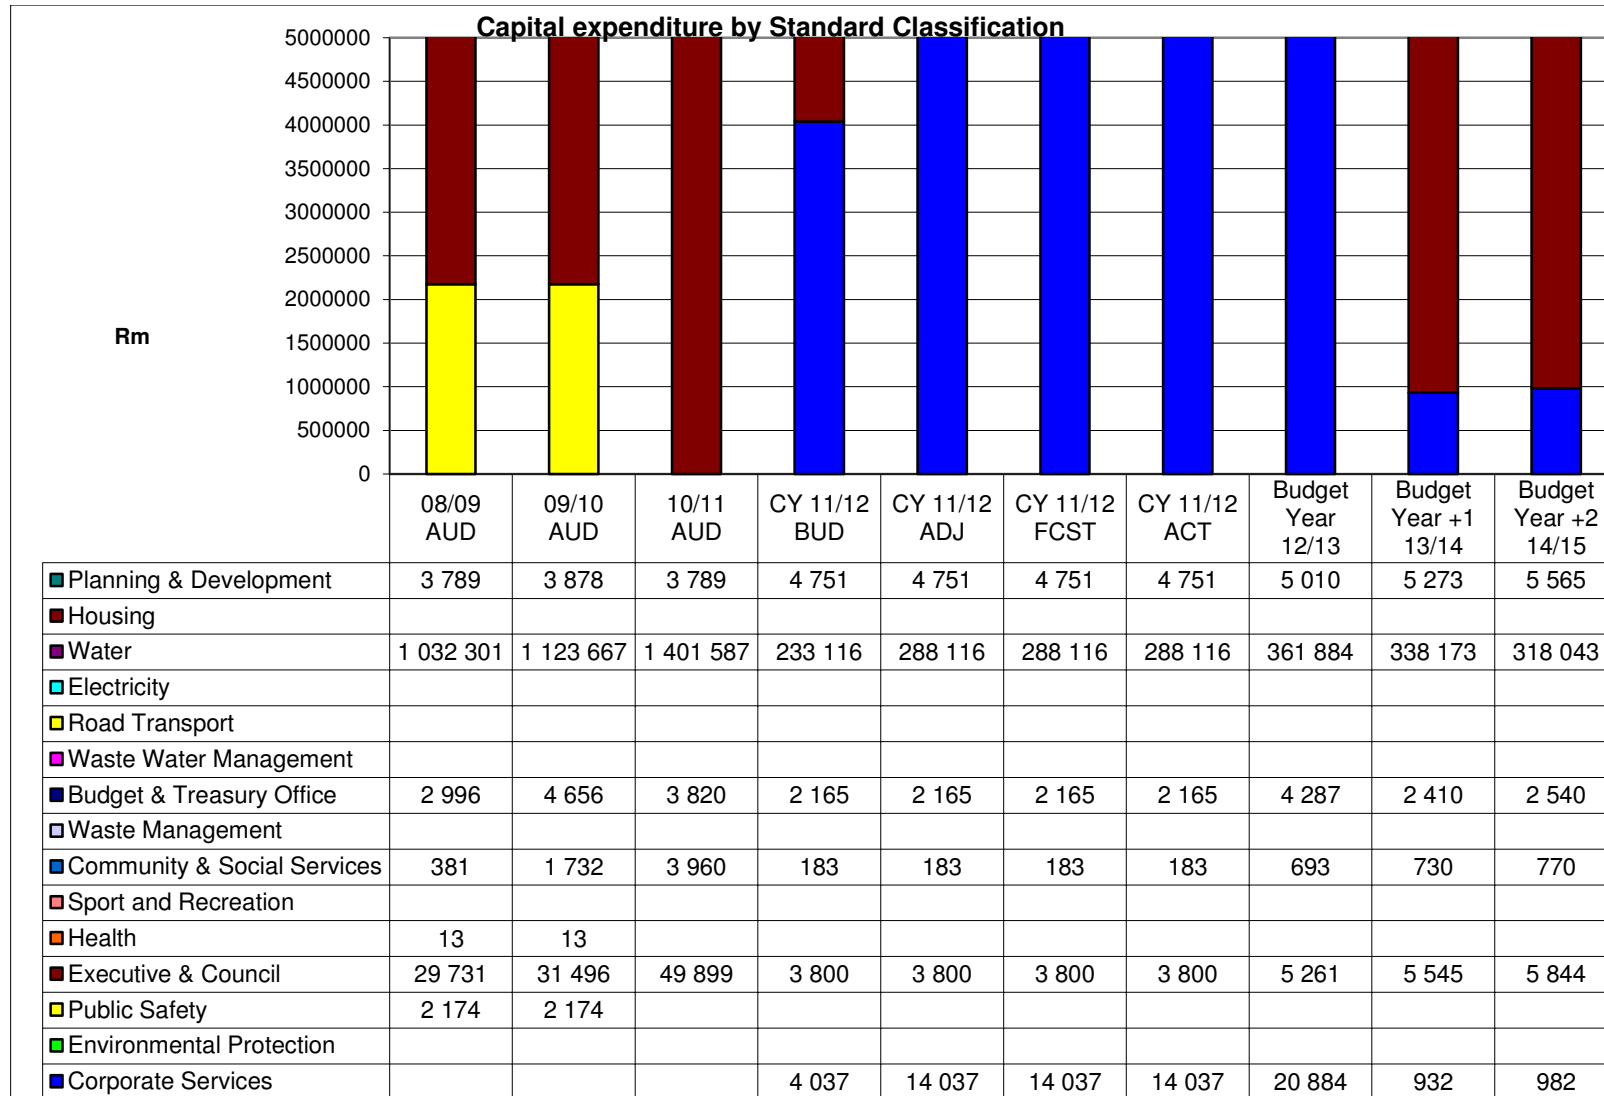 Capital expenditure by Standard Classification
5000000
4500000
4000000
3500000
3000000
2500000
2000000
1500000
1000000
500000
0
Rm
08/09 AUD 09/10 AUD 10/11 AUD CY 11/12 BUD CY 11/12 ADJ CY 11/12 FCST CY 11/12 ACT Budget Year 12/13 Budget Year +1 13/14 Budget Year +2 14/15
Planning & Development 3 789 3 878 3 789 4 751 4 751 4 751 4 751 5 010 5 273 5 565
Housing
Water 1 032 301 1 123 667 1 401 587 233 116 288 116 288 116 288 116 361 884 338 173 318 043
Electricity
Road Transport
Waste Water Management
Budget & Treasury Office 2 996 4 656 3 820 2 165 2 165 2 165 2 165 4 287 2 410 2 540
Waste Management
Community & Social Services 381 1 732 3 960 183 183 183 183 693 730 770
Sport and Recreation
Health 13 13
Executive & Council 29 731 31 496 49 899 3 800 3 800 3 800 3 800 5 261 5 545 5 844
Public Safety 2 174 2 174
Environmental Protection
Corporate Services 4 037 14 037 14 037 14 037 20 884 932 982